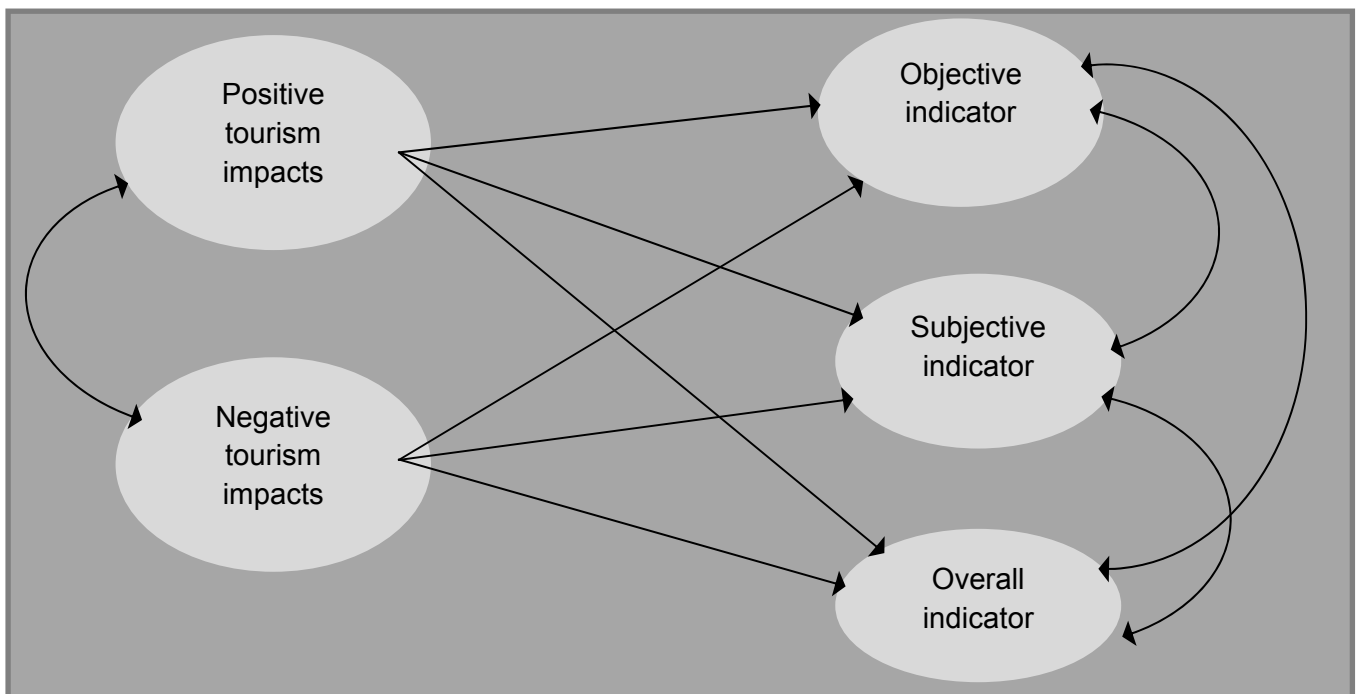 Positive
tourism
impacts
Negative
tourism
impacts
Objective
indicator
Subjective
indicator
Overall
indicator